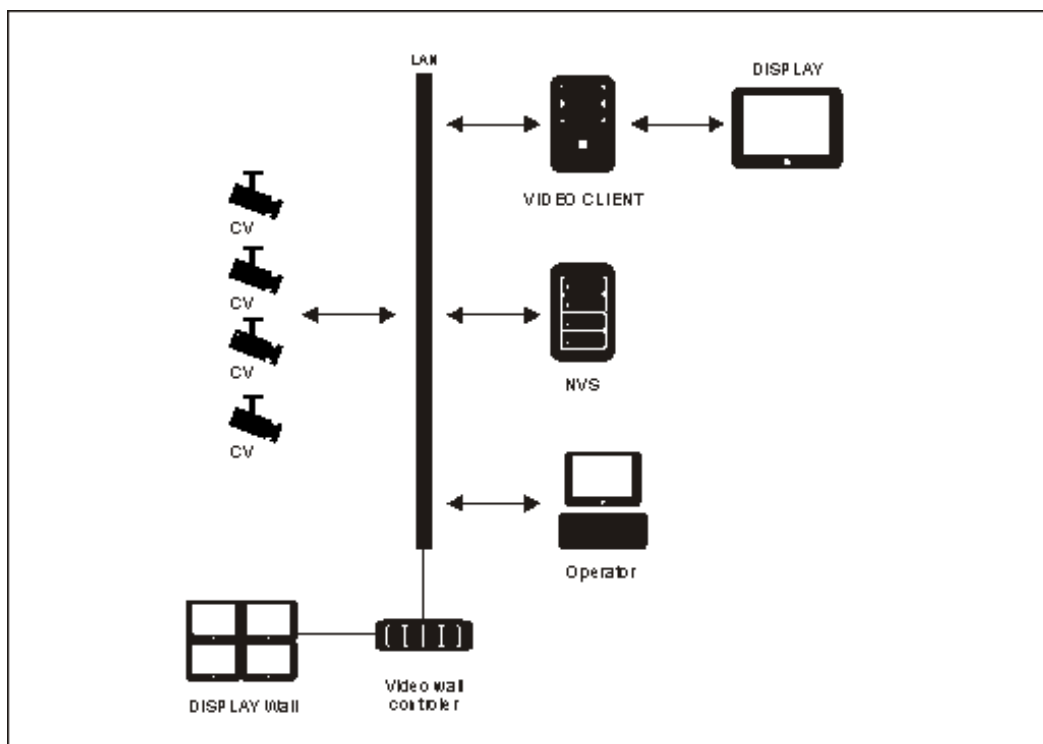 LAN
DISPLAY
VIDEO CLIENT
CV
CV
CV
CV
NVS
Operator
DISPLAY Wall
Video wall
controler